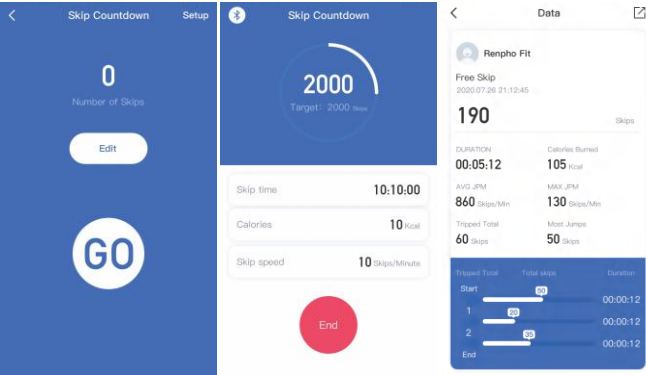 Skip Countdown
Setup
0
Number of Skips
Edit
GO
Skip Countdown
2000
Target: 2000 Skips
Skip time 10:10:00
Calories 10 Kcal
Skip speed 10 Skips/Minute
End
Data
Renpho Fit
Free Skip
2020.07.26 21:12:45
190 Skips
DURATION Calories Burned
00:05:12 105 Kcal
AVG JPM MAX JPM
860 Skips/Min 130 Skips/Min
Tripped Total Most Jumps
60 Skips 50 Skips
Tripped Total Total skips Duration
Start
50
00:00:12
1
20
00:00:12
2
35
00:00:12
End